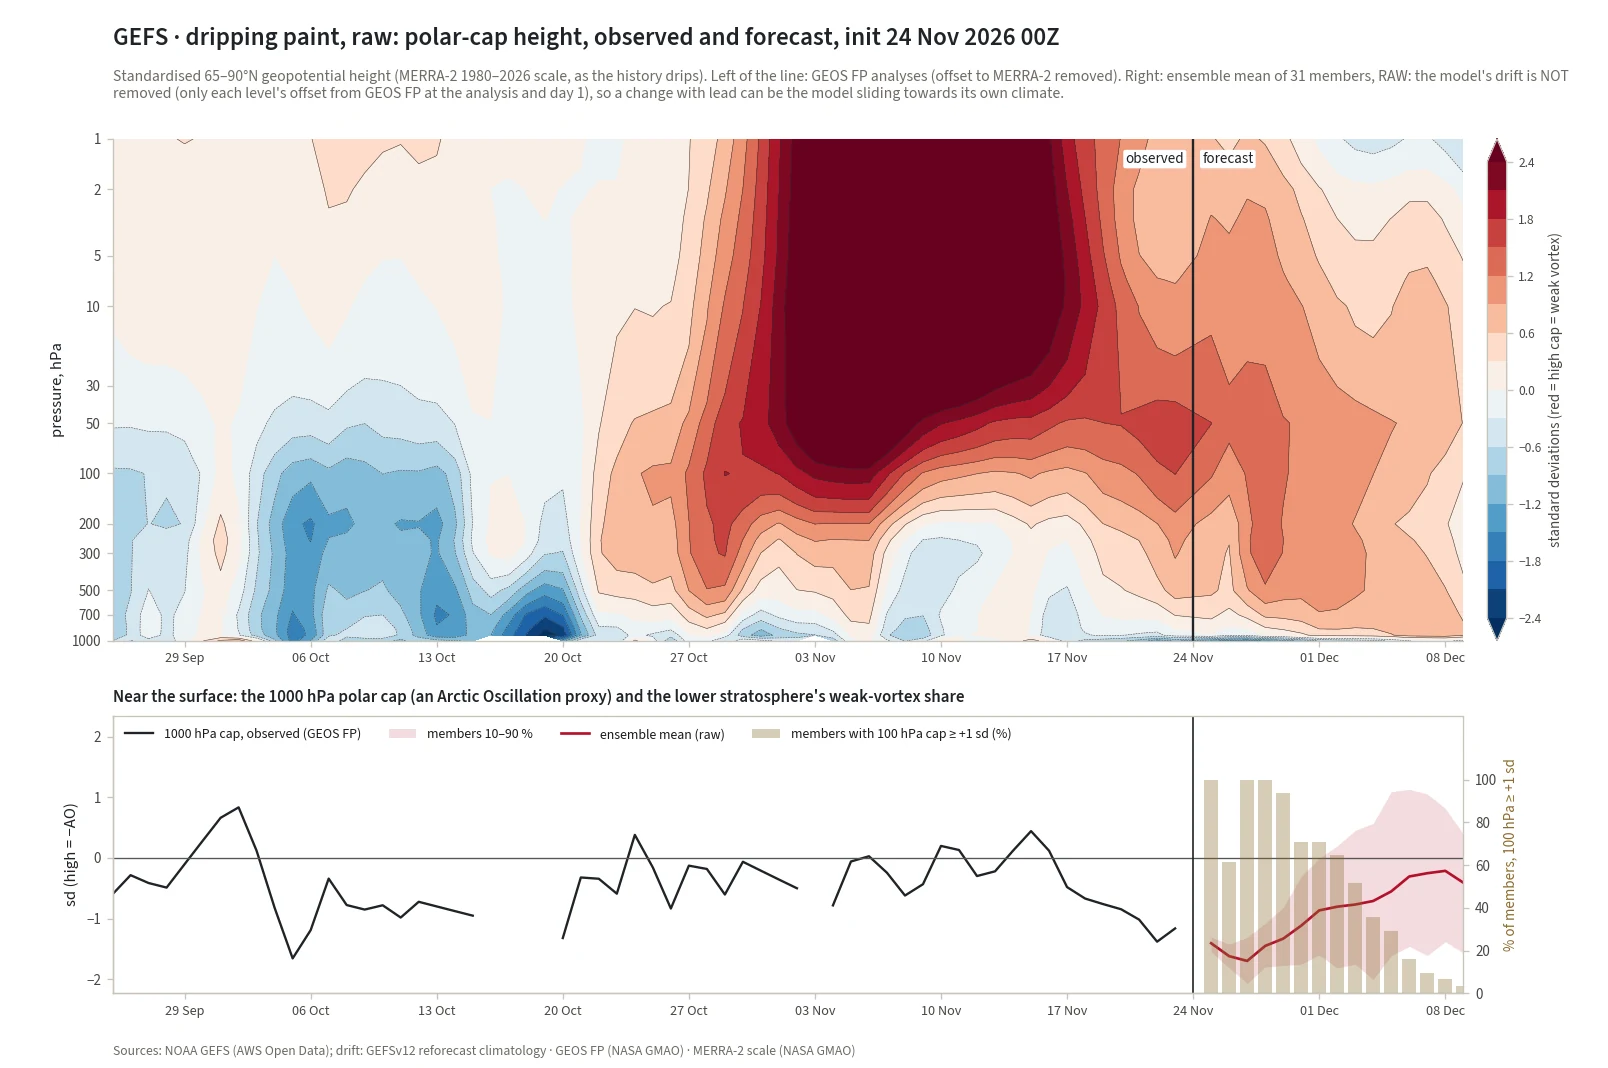 GEFS · dripping paint, raw: polar-cap height, observed and forecast, init 24 Nov 2026 00Z
Standardised 65–90°N geopotential height (MERRA-2 1980–2026 scale, as the history drips). Left of the line: GEOS FP analyses (offset to MERRA-2 removed). Right: ensemble mean of 31 members, RAW: the model's drift is NOT
removed (only each level's offset from GEOS FP at the analysis and day 1), so a change with lead can be the model sliding towards its own climate.
pressure, hPa
1
2
5
10
30
50
100
200
300
500
700
1000
observed
forecast
29 Sep
06 Oct
13 Oct
20 Oct
27 Oct
03 Nov
10 Nov
17 Nov
24 Nov
01 Dec
08 Dec
2.4
1.8
1.2
0.6
0.0
−0.6
−1.2
−1.8
−2.4
standard deviations (red = high cap = weak vortex)
Near the surface: the 1000 hPa polar cap (an Arctic Oscillation proxy) and the lower stratosphere's weak-vortex share
1000 hPa cap, observed (GEOS FP)
members 10–90 %
ensemble mean (raw)
members with 100 hPa cap ≥ +1 sd (%)
sd (high = −AO)
2
1
0
−1
−2
100
80
60
40
20
0
% of members, 100 hPa ≥ +1 sd
29 Sep
06 Oct
13 Oct
20 Oct
27 Oct
03 Nov
10 Nov
17 Nov
24 Nov
01 Dec
08 Dec
Sources: NOAA GEFS (AWS Open Data); drift: GEFSv12 reforecast climatology · GEOS FP (NASA GMAO) · MERRA-2 scale (NASA GMAO)